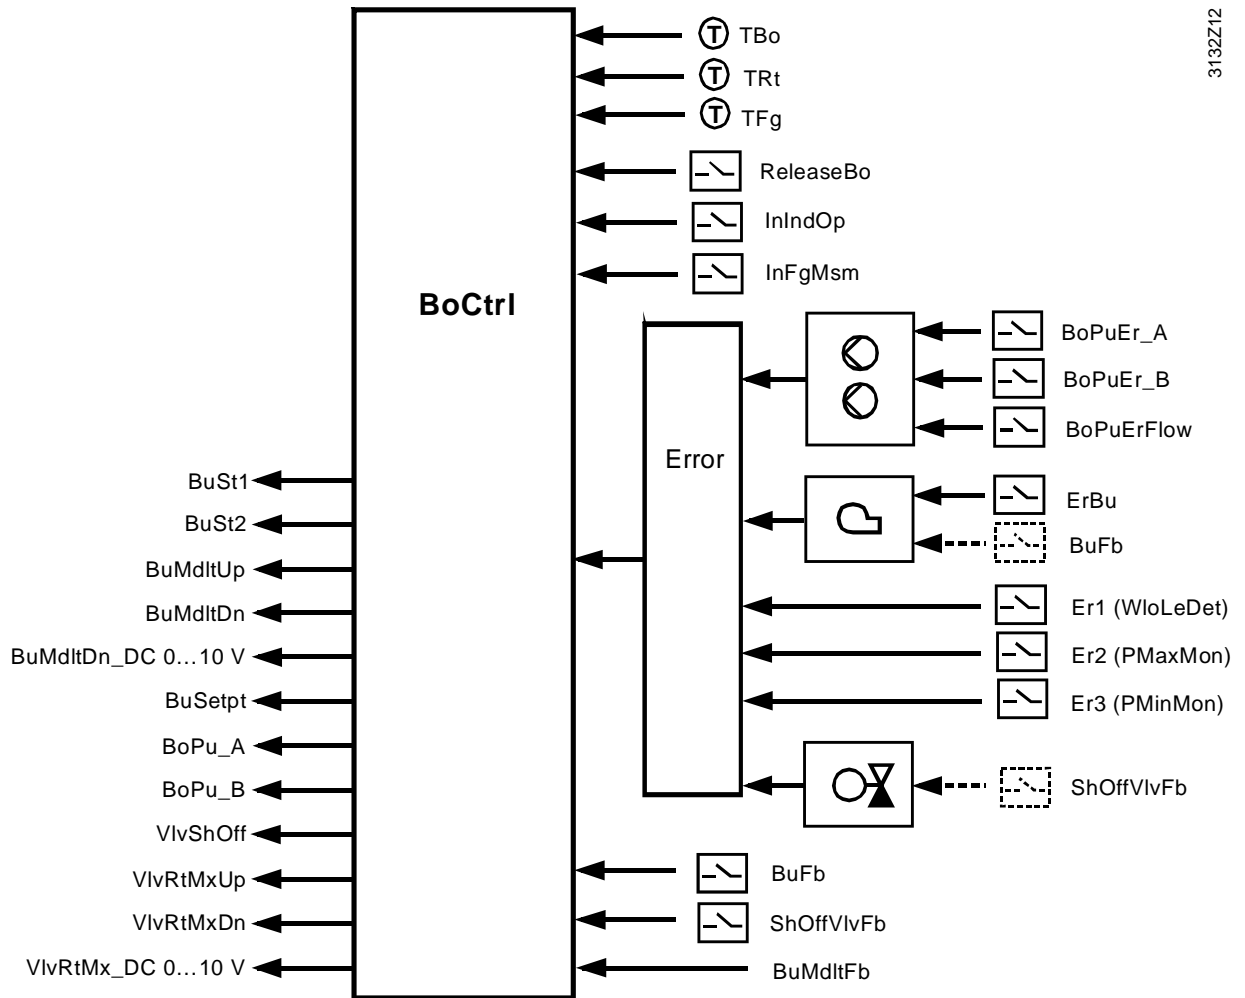 3132Z12
TBo
TRt
TFg
ReleaseBo
InIndOp
InFgMsm
BoCtrl
BoPuEr_A
BoPuEr_B
BoPuErFlow
Error
ErBu
BuFb
Er1 (WloLeDet)
Er2 (PMaxMon)
Er3 (PMinMon)
ShOffVlvFb
BuFb
ShOffVlvFb
BuMdltFb
BuSt1
BuSt2
BuMdltUp
BuMdltDn
BuMdltDn_DC 0...10 V
BuSetpt
BoPu_A
BoPu_B
VlvShOff
VlvRtMxUp
VlvRtMxDn
VlvRtMx_DC 0...10 V
T
T
T